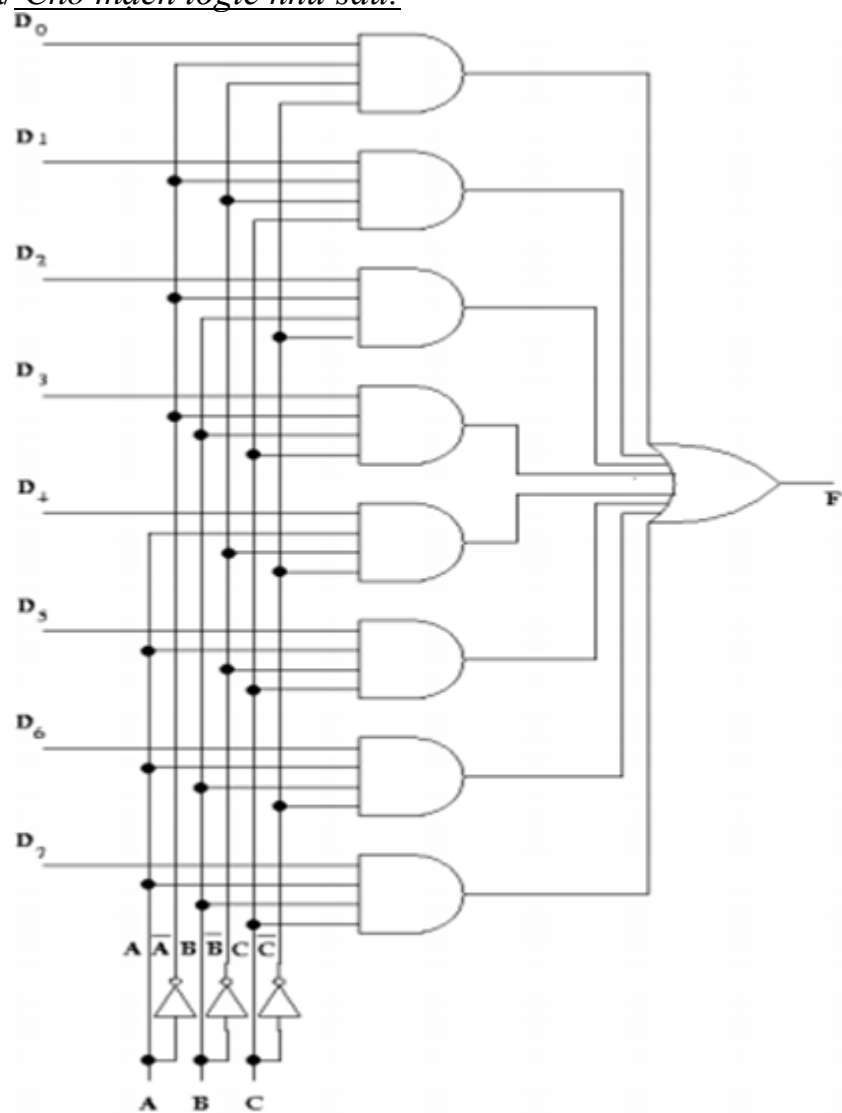 Cho mạch logic như sau:
D0
D1
D2
D3
D4
D5
D6
D7
F
A A̅ B B̅ C C̅
A B C